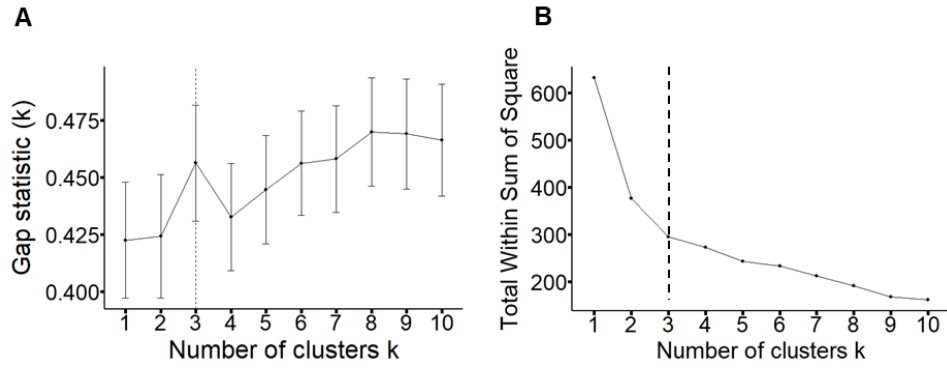 A
Gap statistic (k)
0.475
0.450
0.425
0.400
1 2 3 4 5 6 7 8 9 10
Number of clusters k
B
Total Within Sum of Square
600
500
400
300
200
1 2 3 4 5 6 7 8 9 10
Number of clusters k